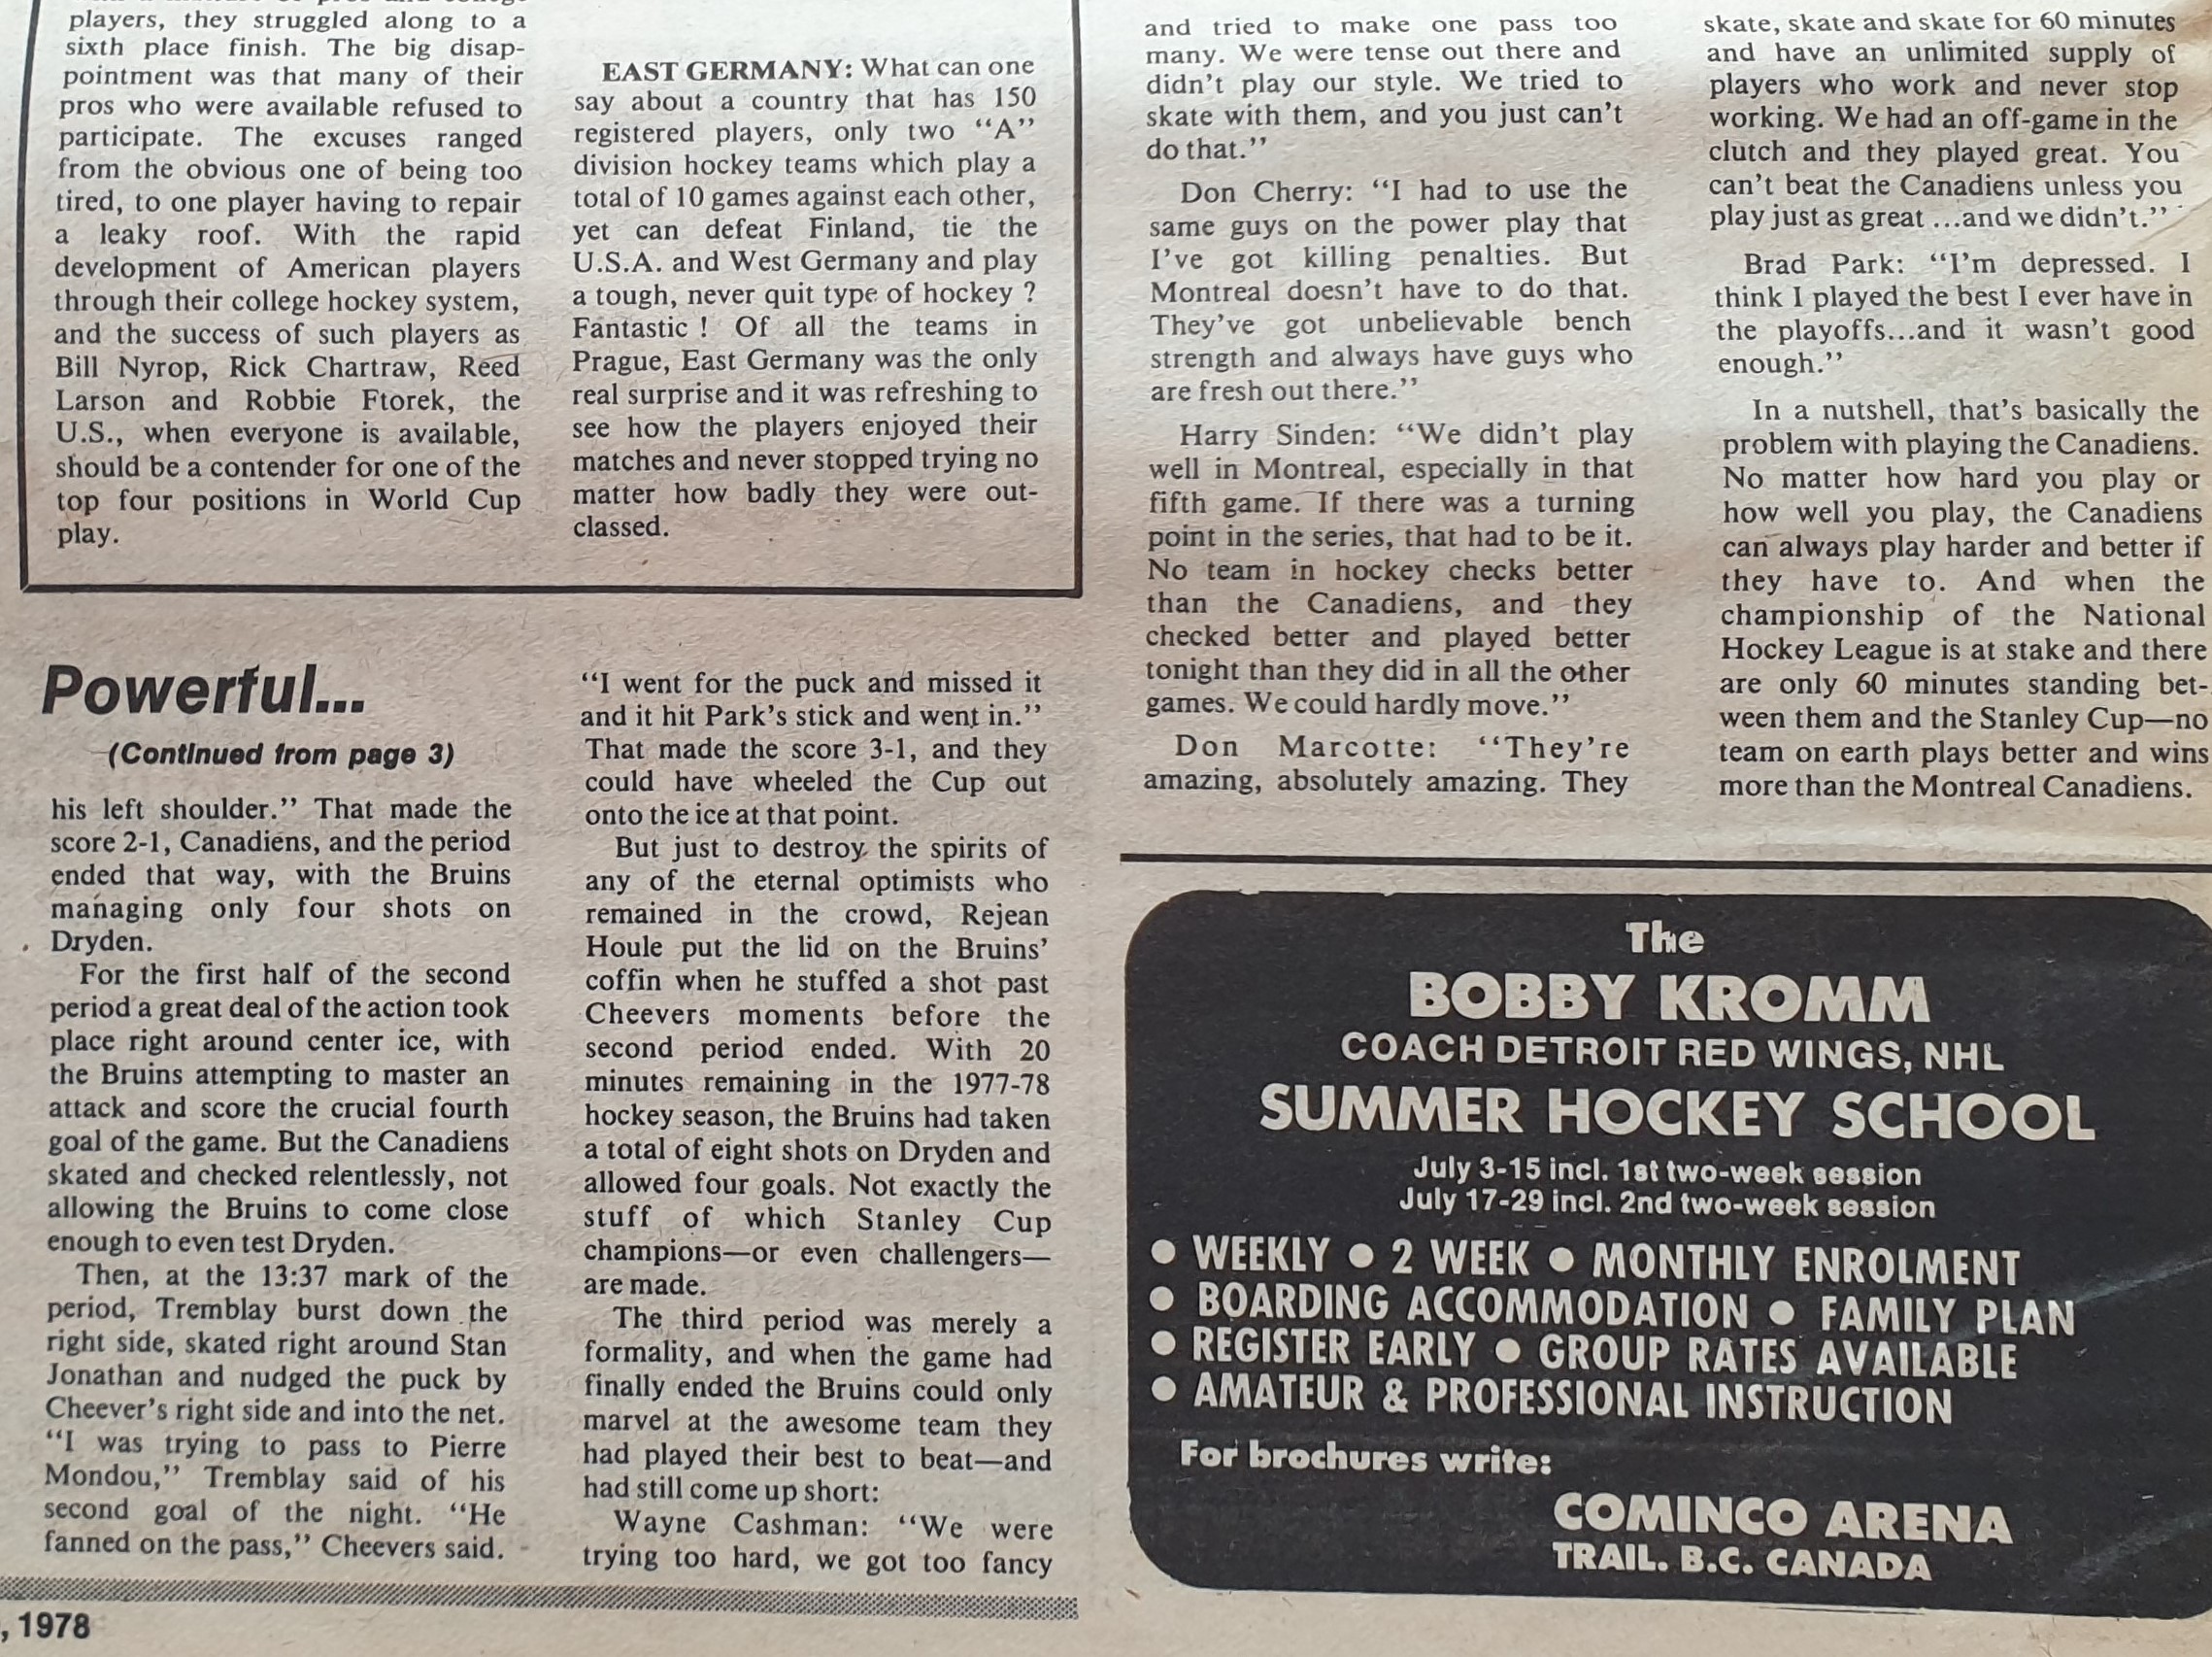 players, they struggled along to a
sixth place finish. The big disap-
pointment was that many of their
pros who were available refused to
participate. The excuses ranged
from the obvious one of being too
tired, to one player having to repair
a leaky roof. With the rapid
development of American players
through their college hockey system,
and the success of such players as
Bill Nyrop, Rick Chartraw, Reed
Larson and Robbie Ftorek, the
U.S., when everyone is available,
should be a contender for one of the
top four positions in World Cup
play.
EAST GERMANY: What can one
say about a country that has 150
registered players, only two "A"
division hockey teams which play a
total of 10 games against each other,
yet can defeat Finland, tie the
U.S.A. and West Germany and play
a tough, never quit type of hockey ?
Fantastic ! Of all the teams in
Prague, East Germany was the only
real surprise and it was refreshing to
see how the players enjoyed their
matches and never stopped trying no
matter how badly they were out-
classed.
Powerful...
(Continued from page 3)
his left shoulder." That made the
score 2-1, Canadiens, and the period
ended that way, with the Bruins
managing only four shots on
Dryden.
For the first half of the second
period a great deal of the action took
place right around center ice, with
the Bruins attempting to master an
attack and score the crucial fourth
goal of the game. But the Canadiens
skated and checked relentlessly, not
allowing the Bruins to come close
enough to even test Dryden.
Then, at the 13:37 mark of the
period, Tremblay burst down the
right side, skated right around Stan
Jonathan and nudged the puck by
Cheever's right side and into the net.
"I was trying to pass to Pierre
Mondou," Tremblay said of his
second goal of the night. "He
fanned on the pass," Cheevers said.
"I went for the puck and missed it
and it hit Park's stick and went in."
That made the score 3-1, and they
could have wheeled the Cup out
onto the ice at that point.
But just to destroy the spirits of
any of the eternal optimists who
remained in the crowd, Rejean
Houle put the lid on the Bruins'
coffin when he stuffed a shot past
Cheevers moments before the
second period ended. With 20
minutes remaining in the 1977-78
hockey season, the Bruins had taken
a total of eight shots on Dryden and
allowed four goals. Not exactly the
stuff of which Stanley Cup
champions—or even challengers—
are made.
The third period was merely a
formality, and when the game had
finally ended the Bruins could only
marvel at the awesome team they
had played their best to beat—and
had still come up short:
Wayne Cashman: "We were
trying too hard, we got too fancy
and tried to make one pass too
many. We were tense out there and
didn't play our style. We tried to
skate with them, and you just can't
do that."
Don Cherry: "I had to use the
same guys on the power play that
I've got killing penalties. But
Montreal doesn't have to do that.
They've got unbelievable bench
strength and always have guys who
are fresh out there."
Harry Sinden: "We didn't play
well in Montreal, especially in that
fifth game. If there was a turning
point in the series, that had to be it.
No team in hockey checks better
than the Canadiens, and they
checked better and played better
tonight than they did in all the other
games. We could hardly move."
Don Marcotte: "They're
amazing, absolutely amazing. They
skate, skate and skate for 60 minutes
and have an unlimited supply of
players who work and never stop
working. We had an off-game in the
clutch and they played great. You
can't beat the Canadiens unless you
play just as great ...and we didn't."
Brad Park: "I'm depressed. I
think I played the best I ever have in
the playoffs...and it wasn't good
enough."
In a nutshell, that's basically the
problem with playing the Canadiens.
No matter how hard you play or
how well you play, the Canadiens
can always play harder and better if
they have to. And when the
championship of the National
Hockey League is at stake and there
are only 60 minutes standing bet-
ween them and the Stanley Cup—no
team on earth plays better and wins
more than the Montreal Canadiens.
The
BOBBY KROMM
COACH DETROIT RED WINGS, NHL
SUMMER HOCKEY SCHOOL
July 3-15 incl. 1st two-week session
July 17-29 incl. 2nd two-week session
● WEEKLY ● 2 WEEK ● MONTHLY ENROLMENT
● BOARDING ACCOMMODATION ● FAMILY PLAN
● REGISTER EARLY ● GROUP RATES AVAILABLE
● AMATEUR & PROFESSIONAL INSTRUCTION
For brochures write:
COMINCO ARENA
TRAIL. B.C. CANADA
, 1978